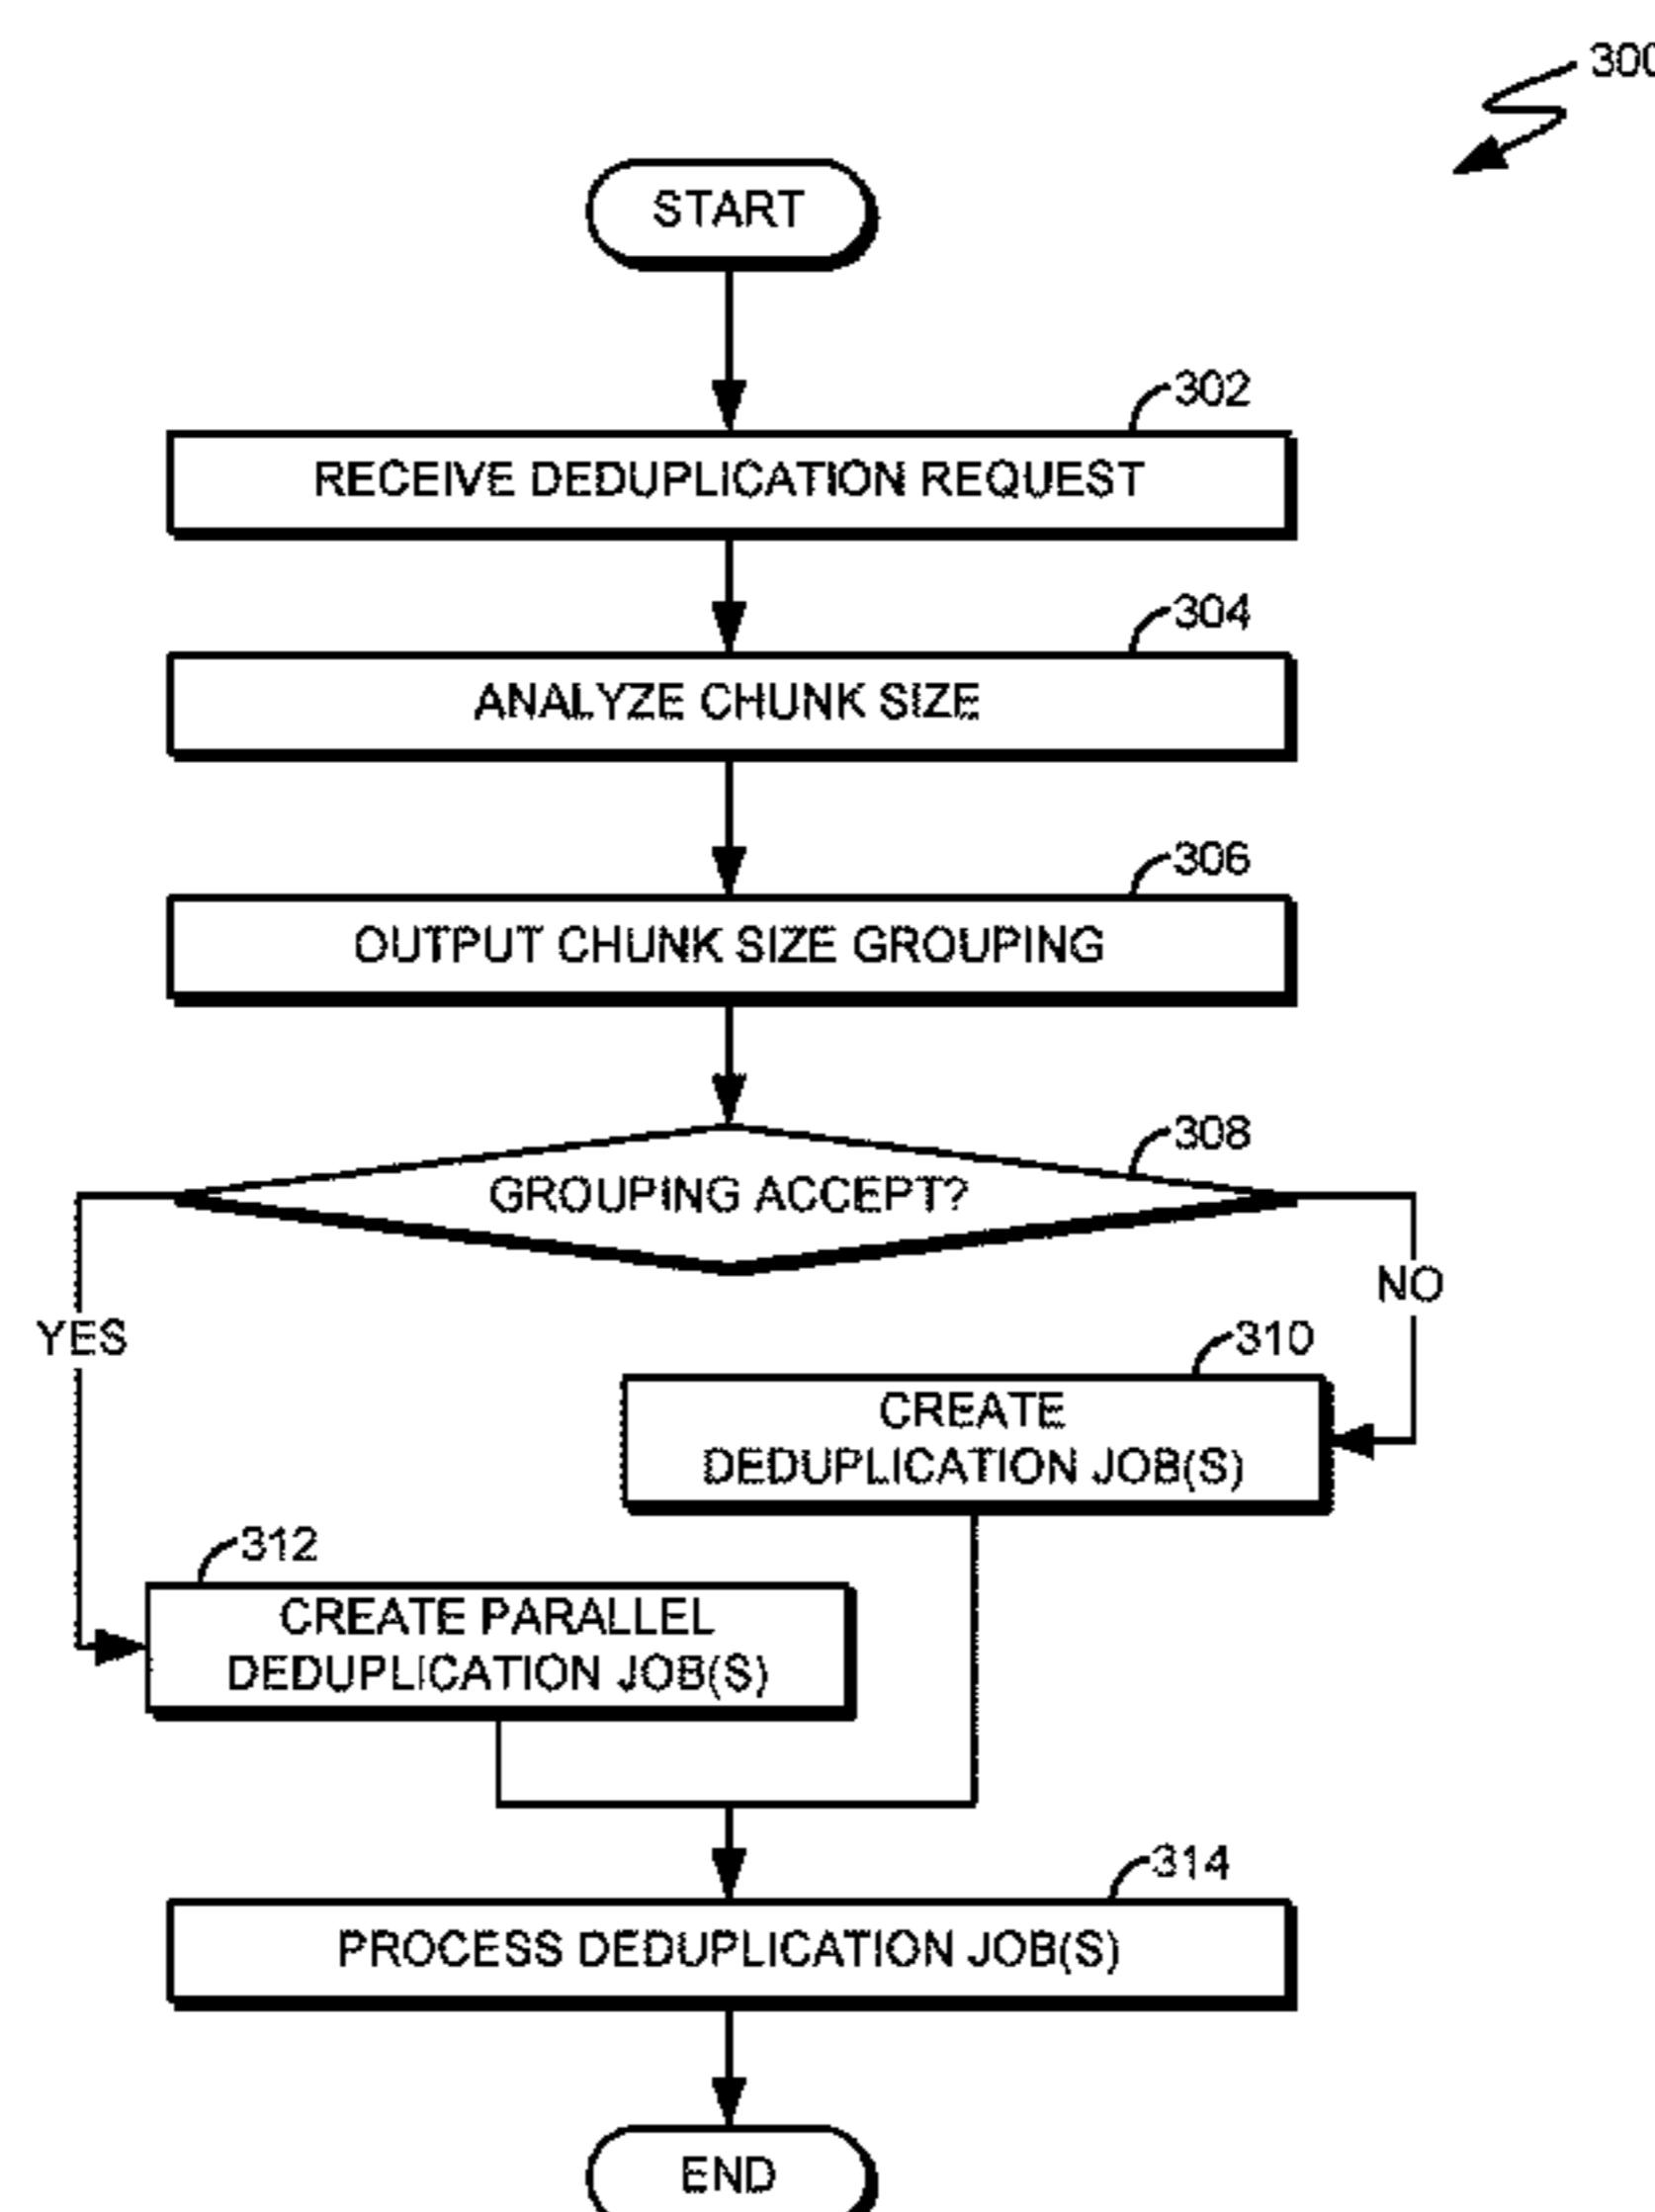 300
START
302
RECEIVE DEDUPLICATION REQUEST
304
ANALYZE CHUNK SIZE
306
OUTPUT CHUNK SIZE GROUPING
308
GROUPING ACCEPT?
NO
YES
310
CREATE
DEDUPLICATION JOB(S)
312
CREATE PARALLEL
DEDUPLICATION JOB(S)
314
PROCESS DEDUPLICATION JOB(S)
END